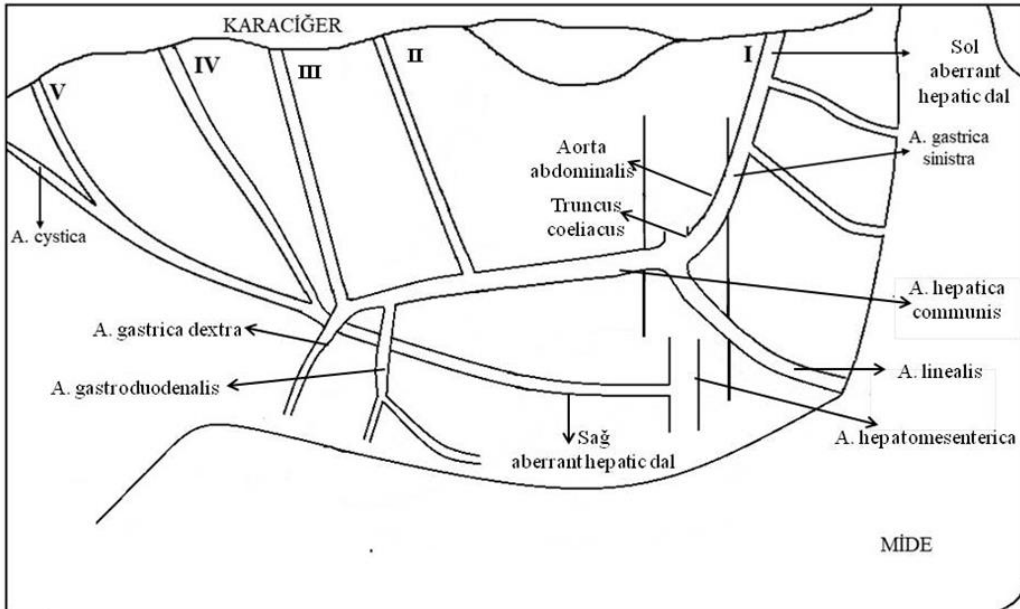 KARACİĞER
V
IV
III
II
I
Sol
aberrant
hepatic dal
A. gastrica
sinistra
Aorta
abdominalis
Truncus
coeliacus
A. cystica
A. hepatica
communis
A. gastrica dextra
A. linealis
A. gastroduodenalis
Sağ
aberrant hepatic dal
A. hepatomesenterica
MİDE